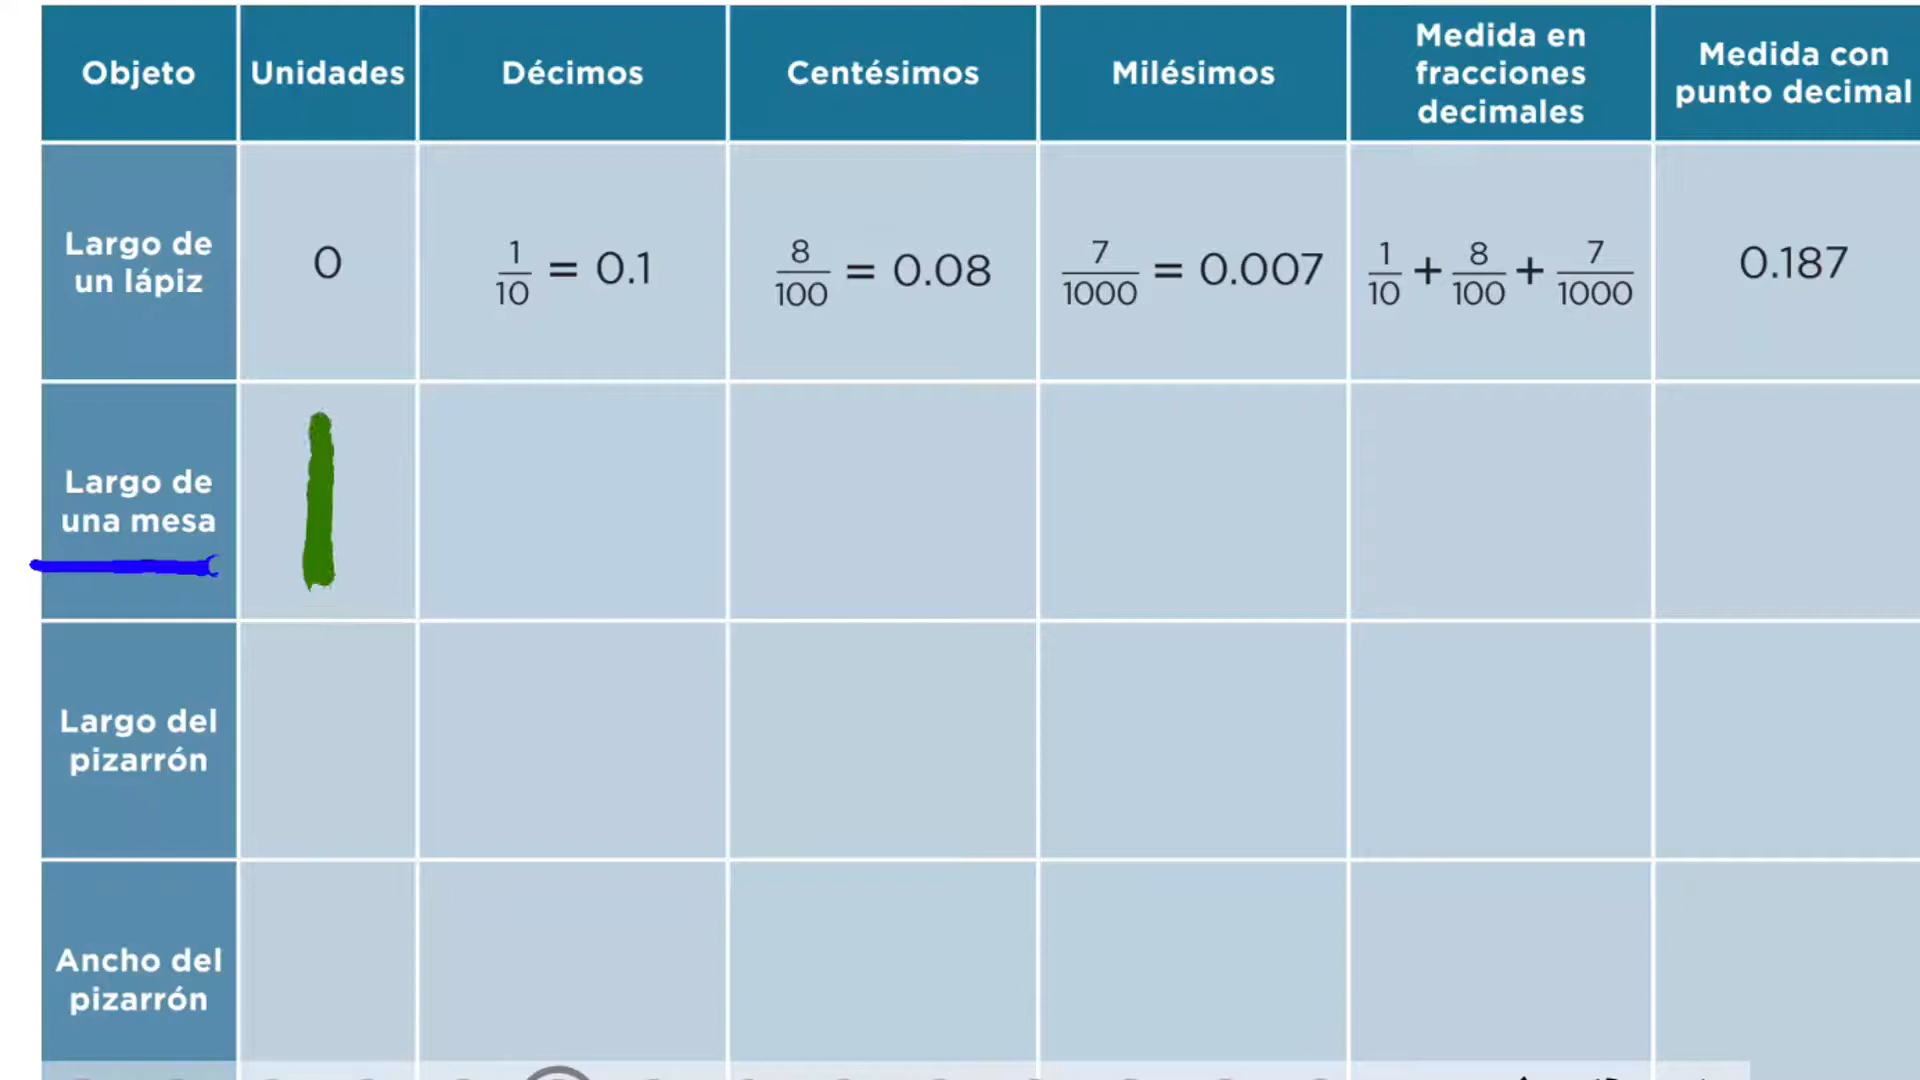 Objeto
Unidades
Décimos
Centésimos
Milésimos
Medida en
fracciones
decimales
Medida con
punto decimal
Largo de
un lápiz
0
1/10 = 0.1
8/100 = 0.08
7/1000 = 0.007
1/10 + 8/100 + 7/1000
0.187
Largo de
una mesa
1
Largo del
pizarrón
Ancho del
pizarrón